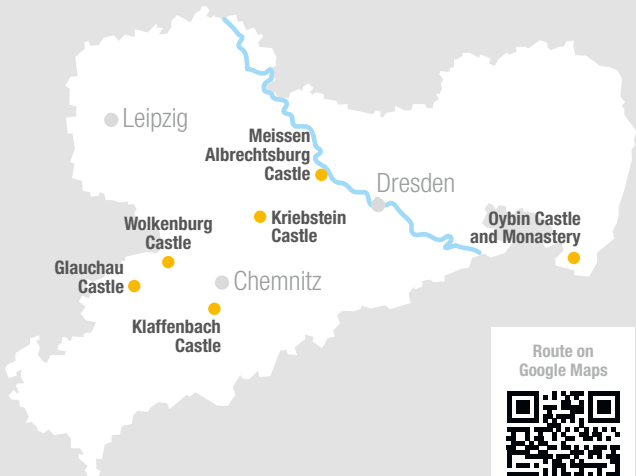 Leipzig
Meissen
Albrechtsburg
Castle
Dresden
Kriebstein
Castle
Oybin Castle
and Monastery
Wolkenburg
Castle
Glauchau
Castle
Chemnitz
Klaffenbach
Castle
Route on
Google Maps